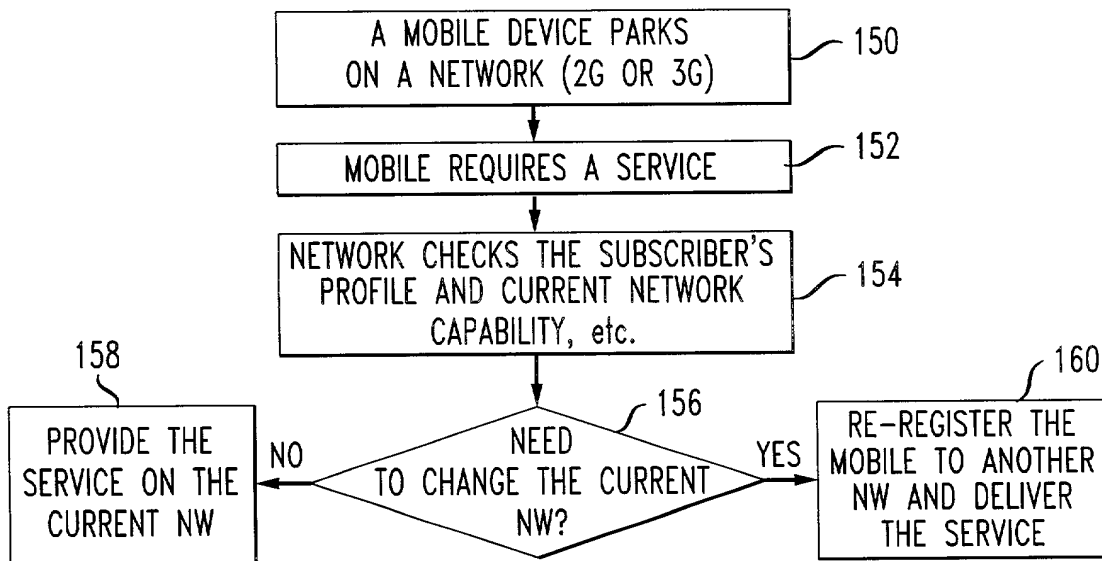 A MOBILE DEVICE PARKS
ON A NETWORK (2G OR 3G)
150
MOBILE REQUIRES A SERVICE
152
NETWORK CHECKS THE SUBSCRIBER'S
PROFILE AND CURRENT NETWORK
CAPABILITY, etc.
154
158
PROVIDE THE
SERVICE ON THE
CURRENT NW
NO
156
NEED
TO CHANGE THE CURRENT
NW?
YES
160
RE-REGISTER THE
MOBILE TO ANOTHER
NW AND DELIVER
THE SERVICE